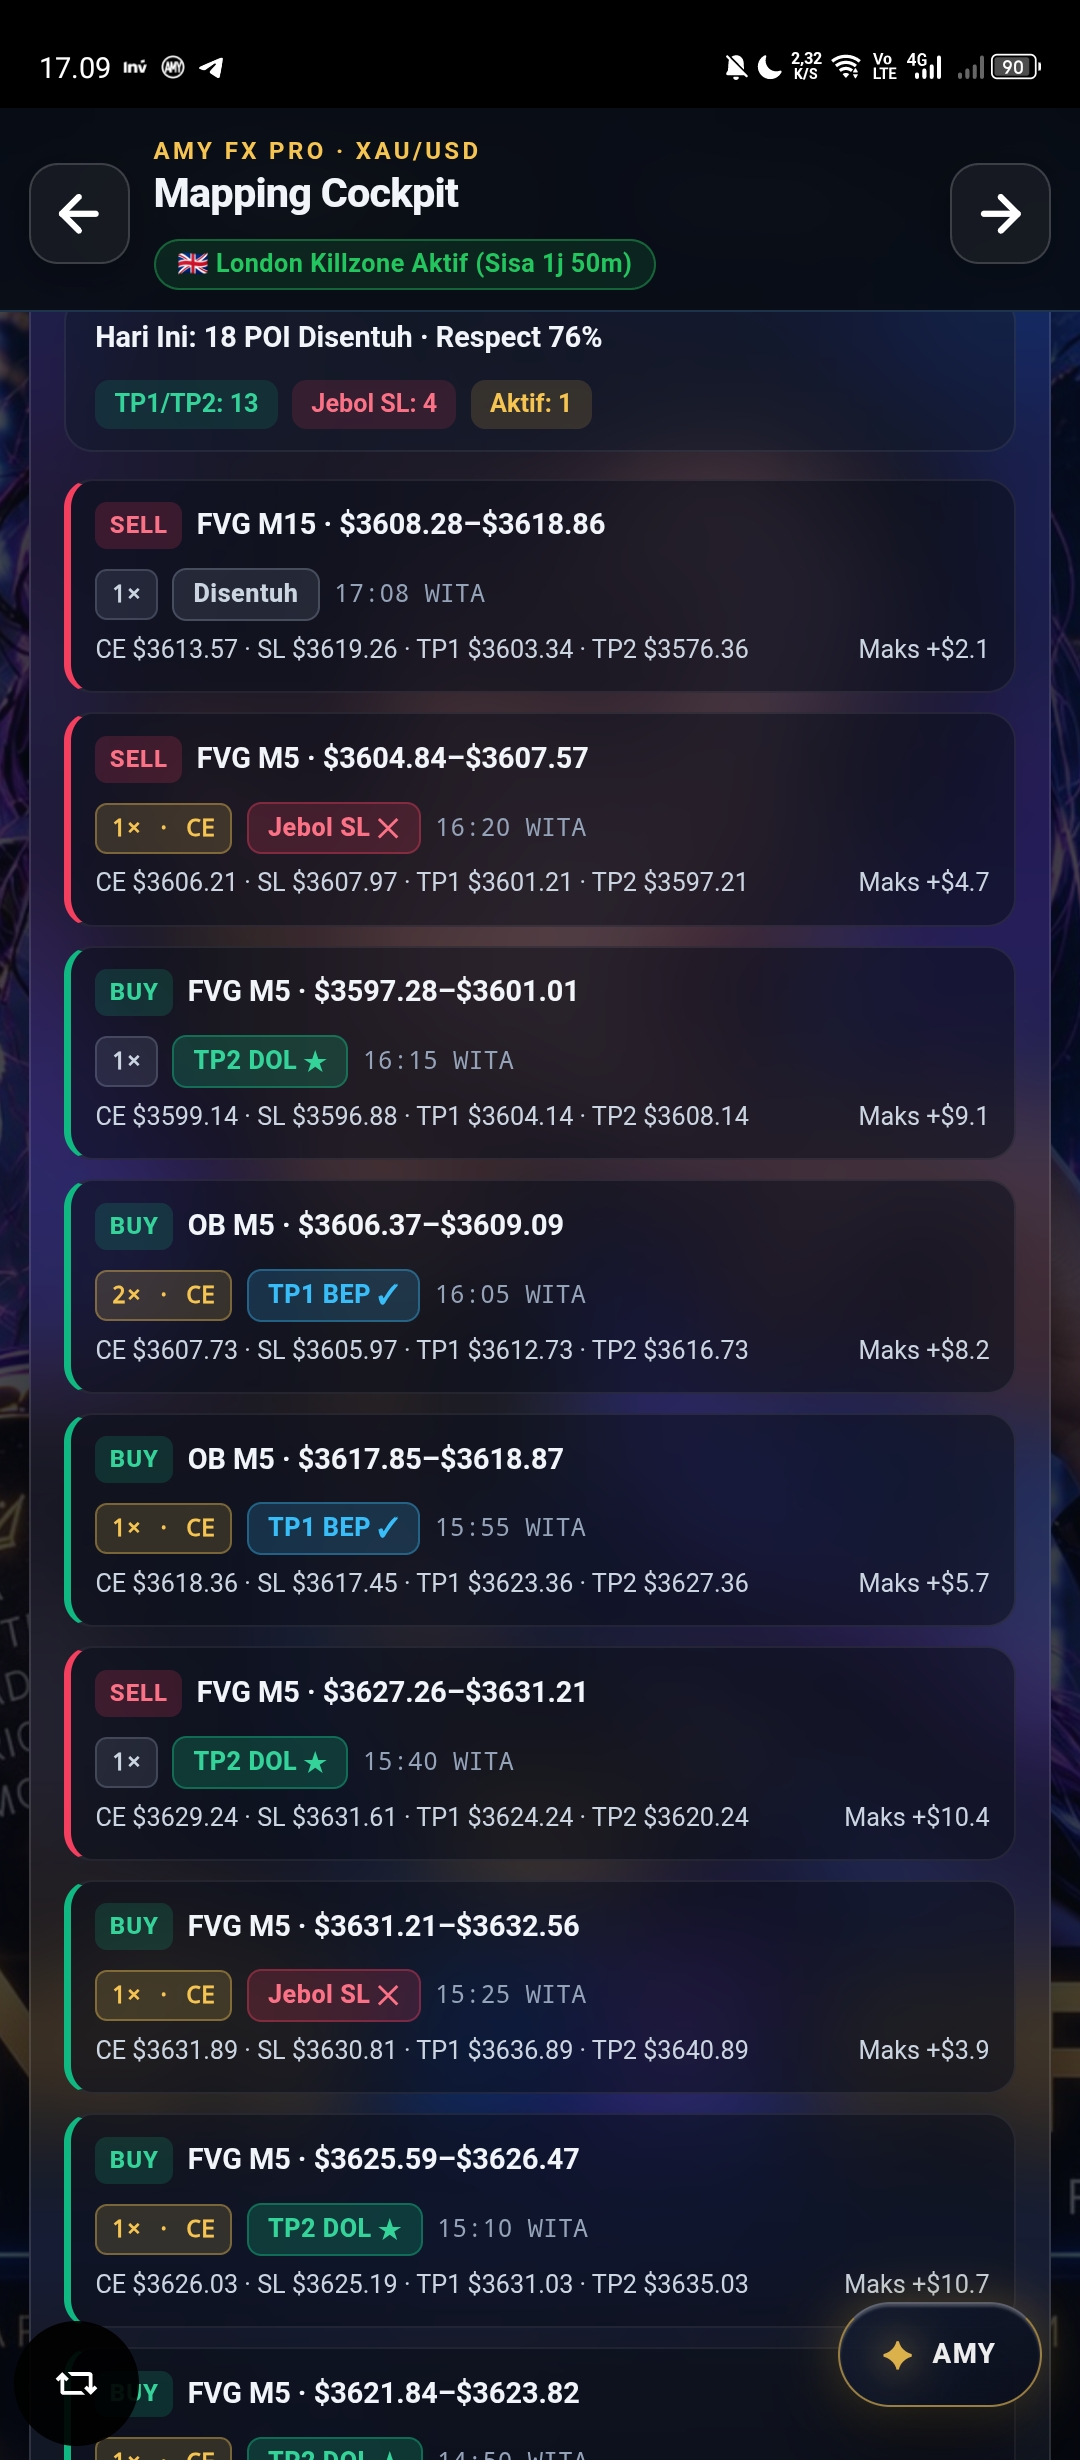 17.09 Inv AMY 2,32 K/S Vo LTE 4G 90
AMY FX PRO · XAU/USD
Mapping Cockpit
🇬🇧 London Killzone Aktif (Sisa 1j 50m)
Hari Ini: 18 POI Disentuh · Respect 76%
TP1/TP2: 13 Jebol SL: 4 Aktif: 1
SELL FVG M15 · $3608.28–$3618.86
1× Disentuh 17:08 WITA
CE $3613.57 · SL $3619.26 · TP1 $3603.34 · TP2 $3576.36 Maks +$2.1
SELL FVG M5 · $3604.84–$3607.57
1× · CE Jebol SL ✕ 16:20 WITA
CE $3606.21 · SL $3607.97 · TP1 $3601.21 · TP2 $3597.21 Maks +$4.7
BUY FVG M5 · $3597.28–$3601.01
1× TP2 DOL ★ 16:15 WITA
CE $3599.14 · SL $3596.88 · TP1 $3604.14 · TP2 $3608.14 Maks +$9.1
BUY OB M5 · $3606.37–$3609.09
2× · CE TP1 BEP ✓ 16:05 WITA
CE $3607.73 · SL $3605.97 · TP1 $3612.73 · TP2 $3616.73 Maks +$8.2
BUY OB M5 · $3617.85–$3618.87
1× · CE TP1 BEP ✓ 15:55 WITA
CE $3618.36 · SL $3617.45 · TP1 $3623.36 · TP2 $3627.36 Maks +$5.7
SELL FVG M5 · $3627.26–$3631.21
1× TP2 DOL ★ 15:40 WITA
CE $3629.24 · SL $3631.61 · TP1 $3624.24 · TP2 $3620.24 Maks +$10.4
BUY FVG M5 · $3631.21–$3632.56
1× · CE Jebol SL ✕ 15:25 WITA
CE $3631.89 · SL $3630.81 · TP1 $3636.89 · TP2 $3640.89 Maks +$3.9
BUY FVG M5 · $3625.59–$3626.47
1× · CE TP2 DOL ★ 15:10 WITA
CE $3626.03 · SL $3625.19 · TP1 $3631.03 · TP2 $3635.03 Maks +$10.7
AMY
BUY FVG M5 · $3621.84–$3623.82
1× · CE TP2 DOL ★ 14:50 WITA